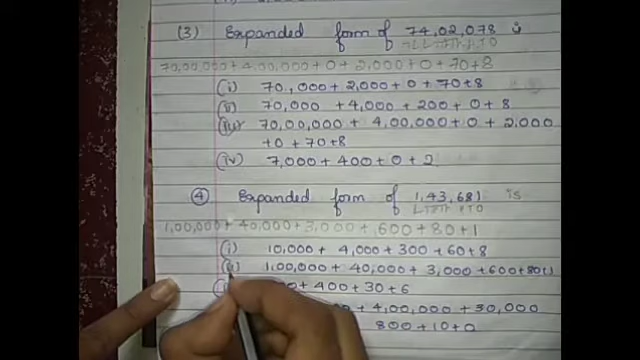 (3) Expanded form of 74,02,078 is
TL L TTh Th H T O
70,00,000 + 4,00,000 + 0 + 2,000 + 0 + 70 + 8
(i) 70,000 + 2,000 + 0 + 70 + 8
(ii) 70,000 + 4,000 + 200 + 0 + 8
(iii) 70,00,000 + 4,00,000 + 0 + 2,000
+ 0 + 70 + 8
(iv) 7,000 + 400 + 0 + 2
(4) Expanded form of 1,43,681 is
L TTh Th H T O
1,00,000 + 40,000 + 3,000 + 600 + 80 + 1
(i) 10,000 + 4,000 + 300 + 60 + 8
(ii) 1,00,000 + 40,000 + 3,000 + 600 + 80 + 1
+ 400 + 30 + 6
+ 4,00,000 + 30,000
800 + 10 + 0